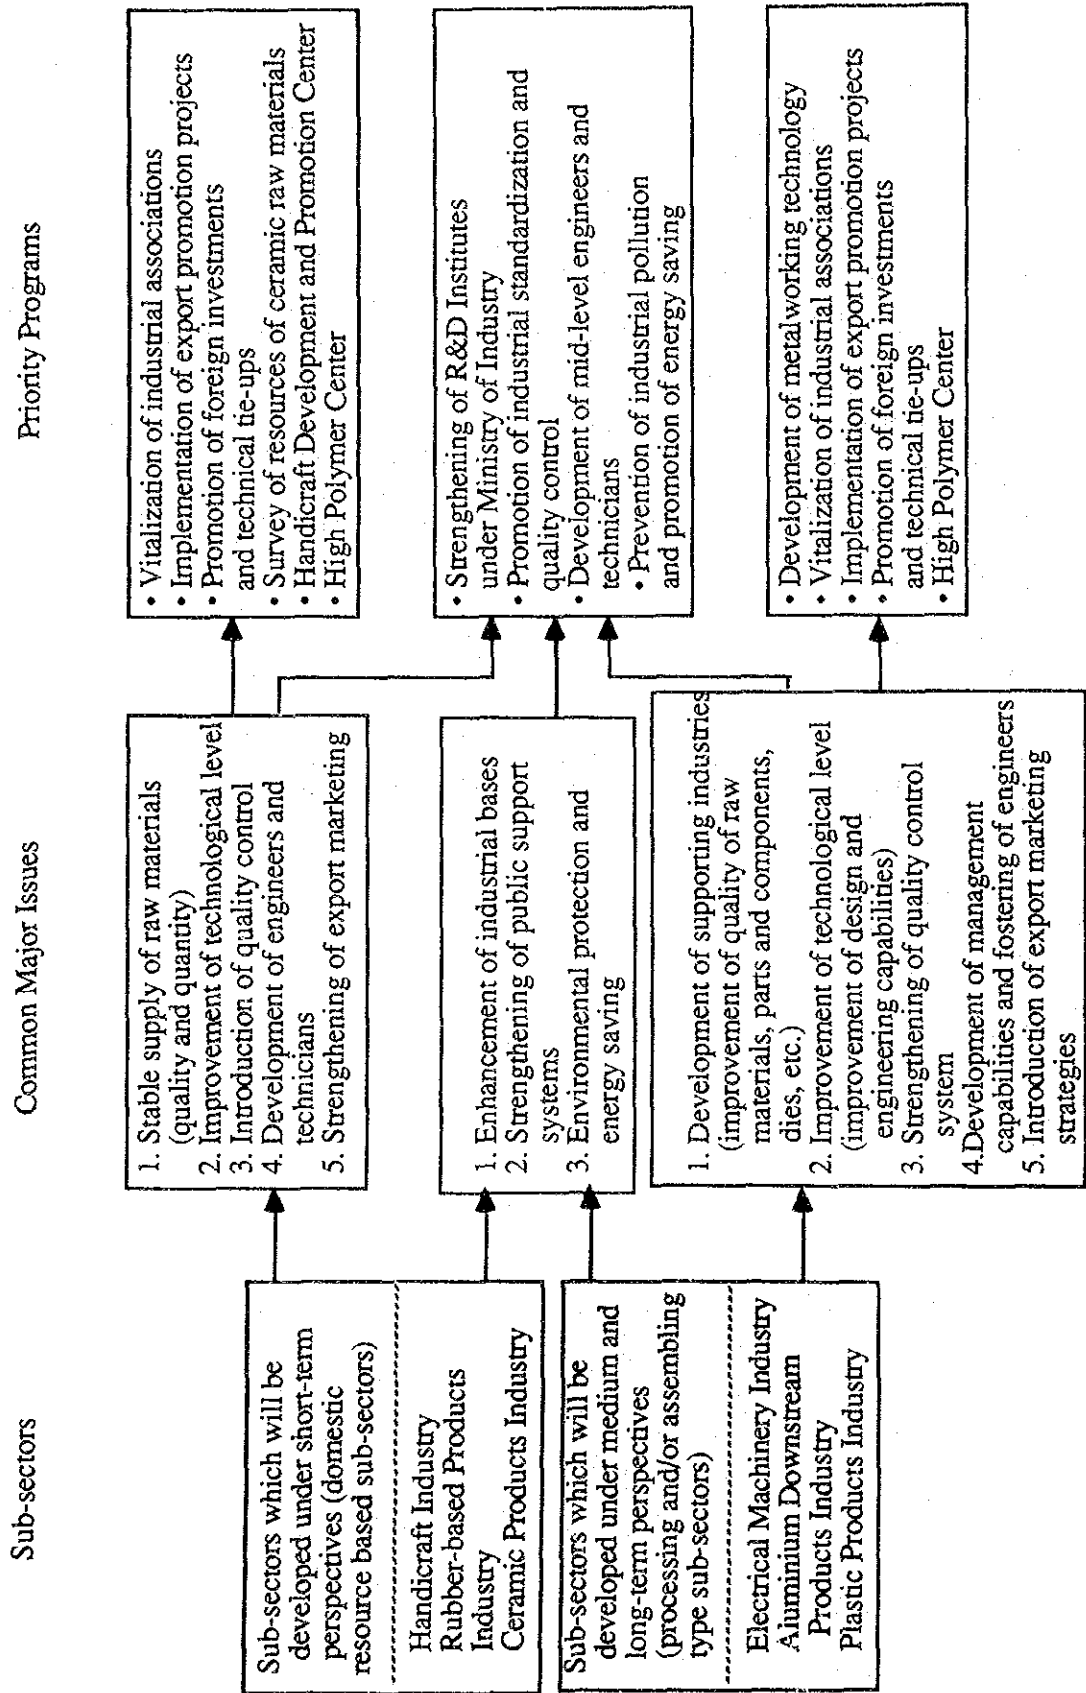 Sub-sectors
Sub-sectors which will be
developed under short-term
perspectives (domestic
resource based sub-sectors)
Handicraft Industry
Rubber-based Products
Industry
Ceramic Products Industry
Sub-sectors which will be
developed under medium and
long-term perspectives
(processing and/or assembling
type sub-sectors)
Electrical Machinery Industry
Aluminium Downstream
Products Industry
Plastic Products Industry
Common Major Issues
1. Stable supply of raw materials
(quality and quantity)
2. Improvement of technological level
3. Introduction of quality control
4. Development of engineers and
technicians
5. Strengthening of export marketing
1. Enhancement of industrial bases
2. Strengthening of public support
systems
3. Environmental protection and
energy saving
1. Development of supporting industries
(improvement of quality of raw
materials, parts and components,
dies, etc.)
2. Improvement of technological level
(improvement of design and
engineering capabilities)
3. Strengthening of quality control
system
4.Development of management
capabilities and fostering of engineers
5. Introduction of export marketing
strategies
Priority Programs
• Vitalization of industrial associations
• Implementation of export promotion projects
• Promotion of foreign investments
and technical tie-ups
• Survey of resources of ceramic raw materials
• Handicraft Development and Promotion Center
• High Polymer Center
• Strengthening of R&D Institutes
under Ministry of Industry
• Promotion of industrial standardization and
quality control
• Development of mid-level engineers and
technicians
• Prevention of industrial pollution
and promotion of energy saving
• Development of metalworking technology
• Vitalization of industrial associations
• Implementation of export promotion projects
• Promotion of foreign investments
and technical tie-ups
• High Polymer Center